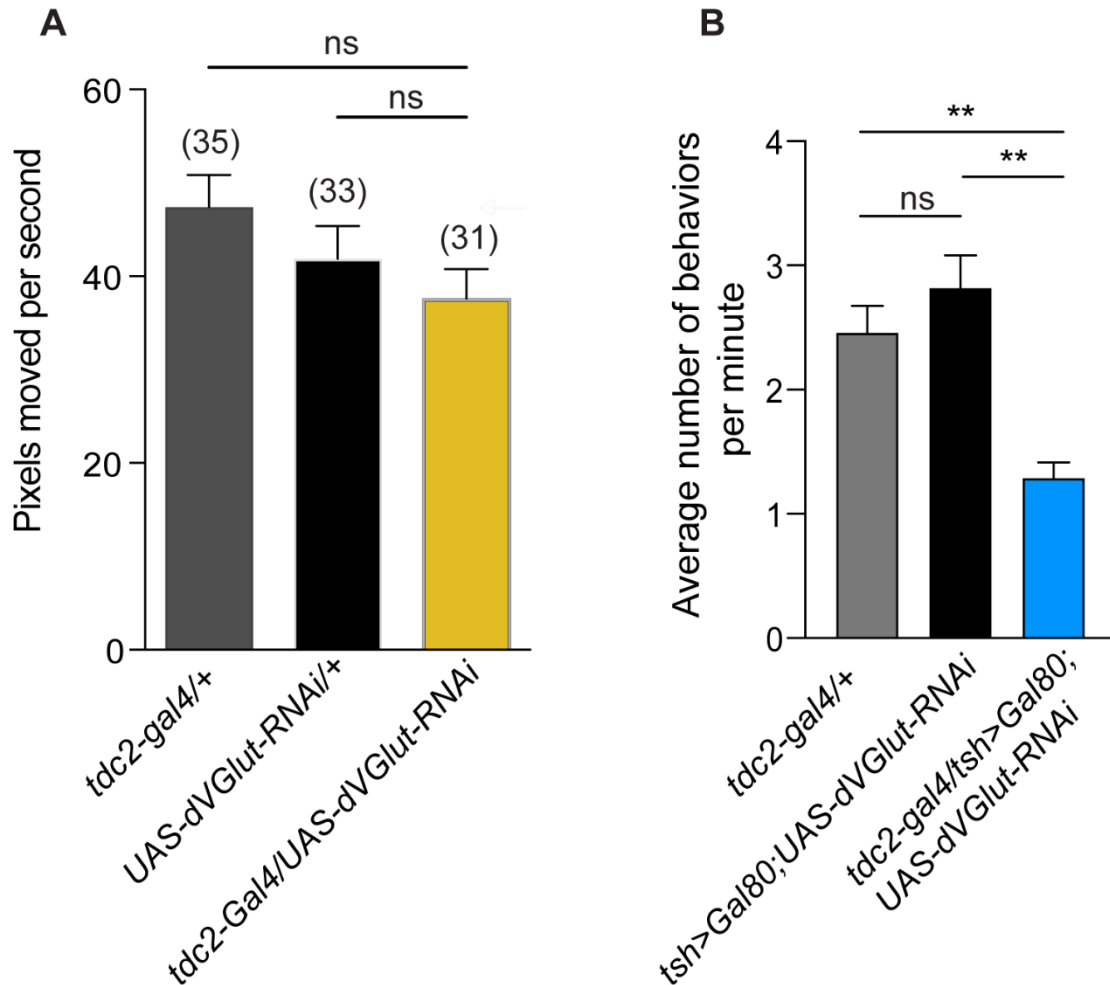 A
ns
ns
60
40
20
0
Pixels moved per second
(35)
(33)
(31)
tdc2-gal4/+
UAS-dVGlut-RNAi/+
tdc2-Gal4/UAS-dVGlut-RNAi
B
**
**
ns
4
3
2
1
0
Average number of behaviors
per minute
tdc2-gal4/+
tsh>Gal80;UAS-dVGlut-RNAi
tdc2-gal4/tsh>Gal80;
UAS-dVGlut-RNAi